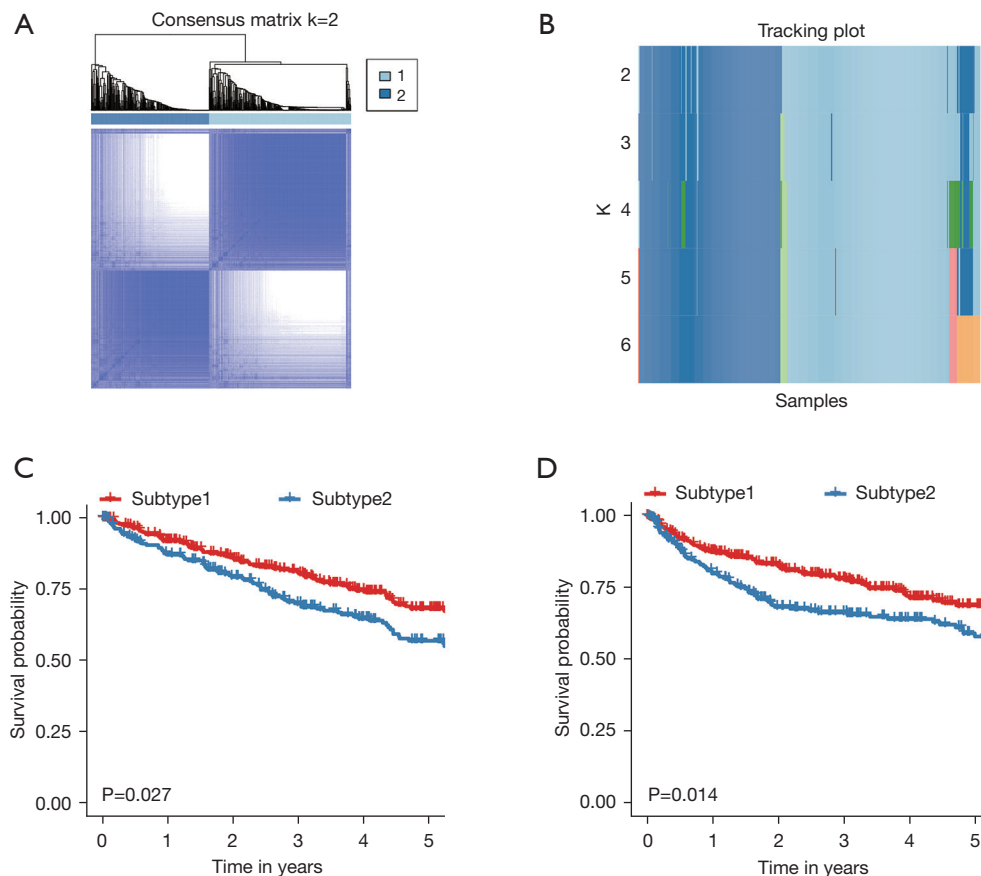 A
Consensus matrix k=2
1
2
B
Tracking plot
K
2
3
4
5
6
Samples
C
Subtype1 Subtype2
Survival probability
1.00
0.75
0.50
0.25
0.00
P=0.027
0 1 2 3 4 5
Time in years
D
Subtype1 Subtype2
Survival probability
1.00
0.75
0.50
0.25
0.00
P=0.014
0 1 2 3 4 5
Time in years